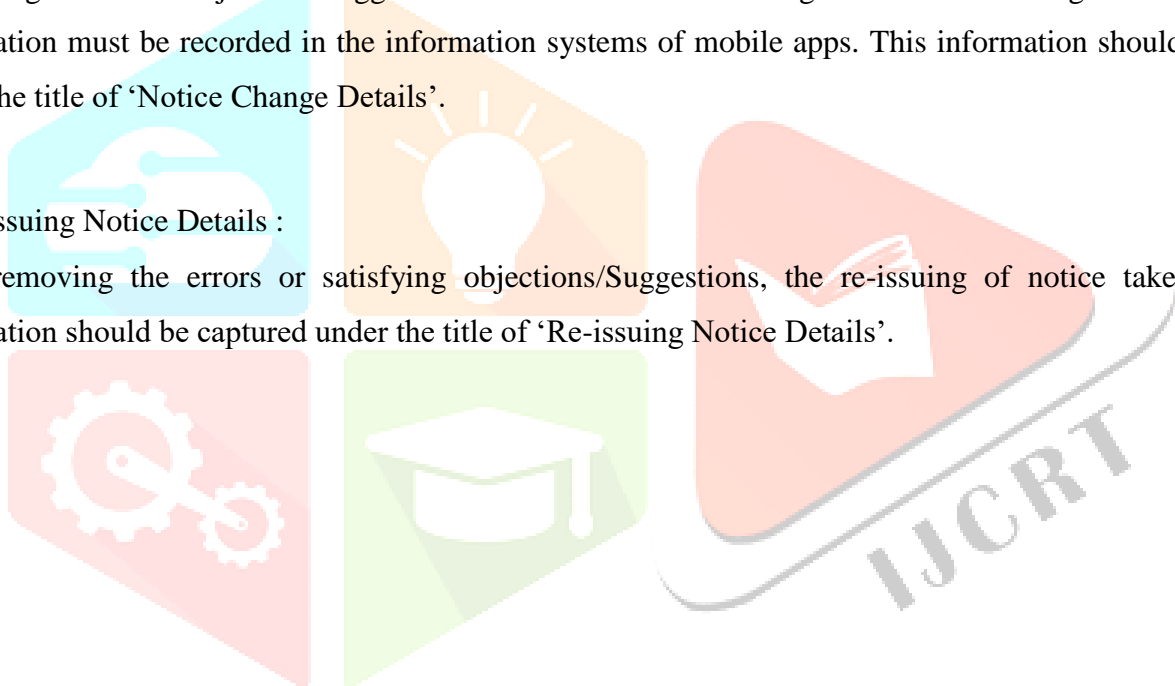 ation must be recorded in the information systems of mobile apps. This information should
he title of ‘Notice Change Details’.
ssuing Notice Details :
removing the errors or satisfying objections/Suggestions, the re-issuing of notice take
ation should be captured under the title of ‘Re-issuing Notice Details’.
IJCRT